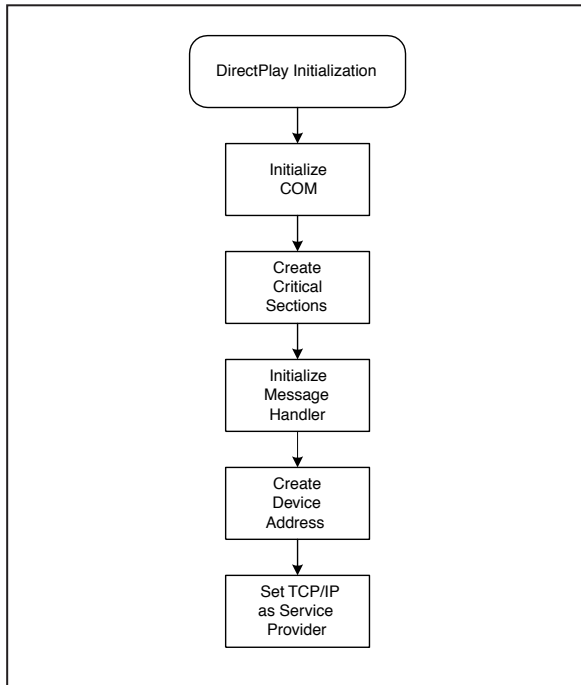 DirectPlay Initialization
Initialize
COM
Create
Critical
Sections
Initialize
Message
Handler
Create
Device
Address
Set TCP/IP
as Service
Provider